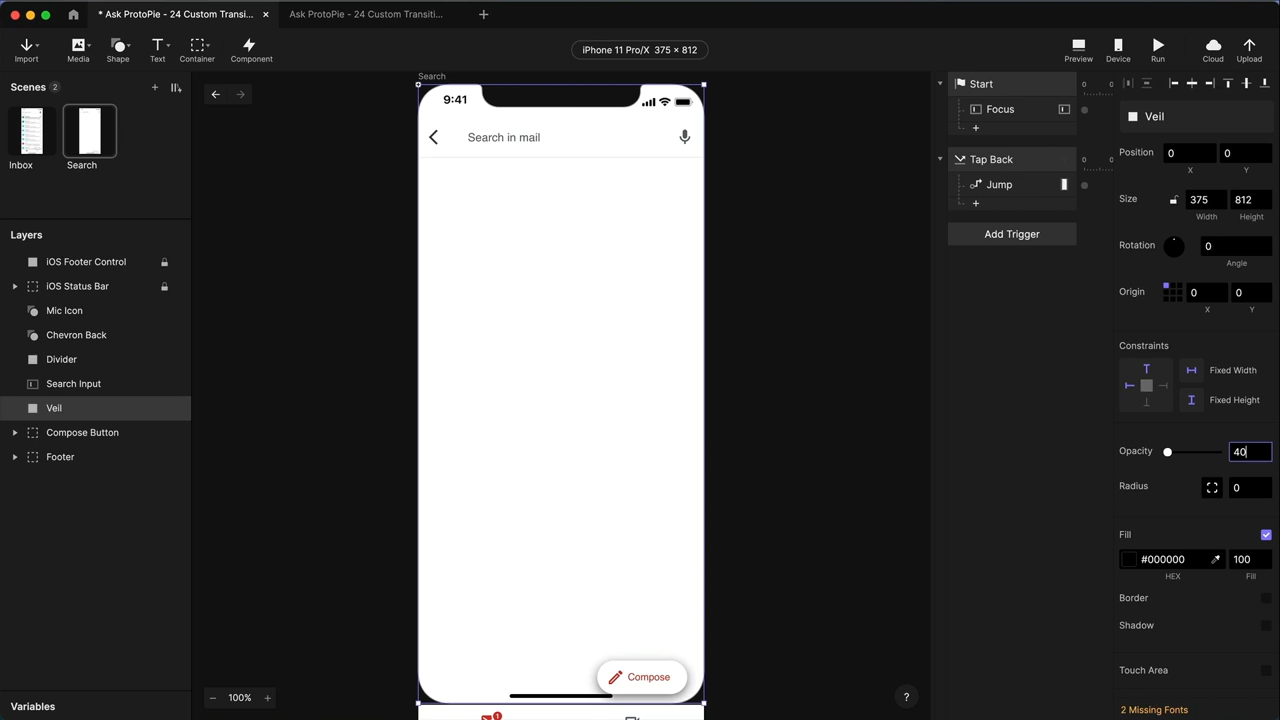 * Ask ProtoPie - 24 Custom Transi...
Ask ProtoPie - 24 Custom Transiti...
Import
Media
Shape
Text
Container
Component
iPhone 11 Pro/X 375 × 812
Preview
Device
Run
Cloud
Upload
Scenes 2
Inbox
Search
Layers
iOS Footer Control
iOS Status Bar
Mic Icon
Chevron Back
Divider
Search Input
Veil
Compose Button
Footer
Variables
Search
9:41
Search in mail
Compose
1
100%
?
Start
0 0
Focus
Tap Back
0 0
Jump
Add Trigger
Veil
Position 0 0
X Y
Size 375 812
Width Height
Rotation 0
Angle
Origin 0 0
X Y
Constraints
Fixed Width
Fixed Height
Opacity 40
Radius 0
Fill
#000000 100
HEX Fill
Border
Shadow
Touch Area
2 Missing Fonts